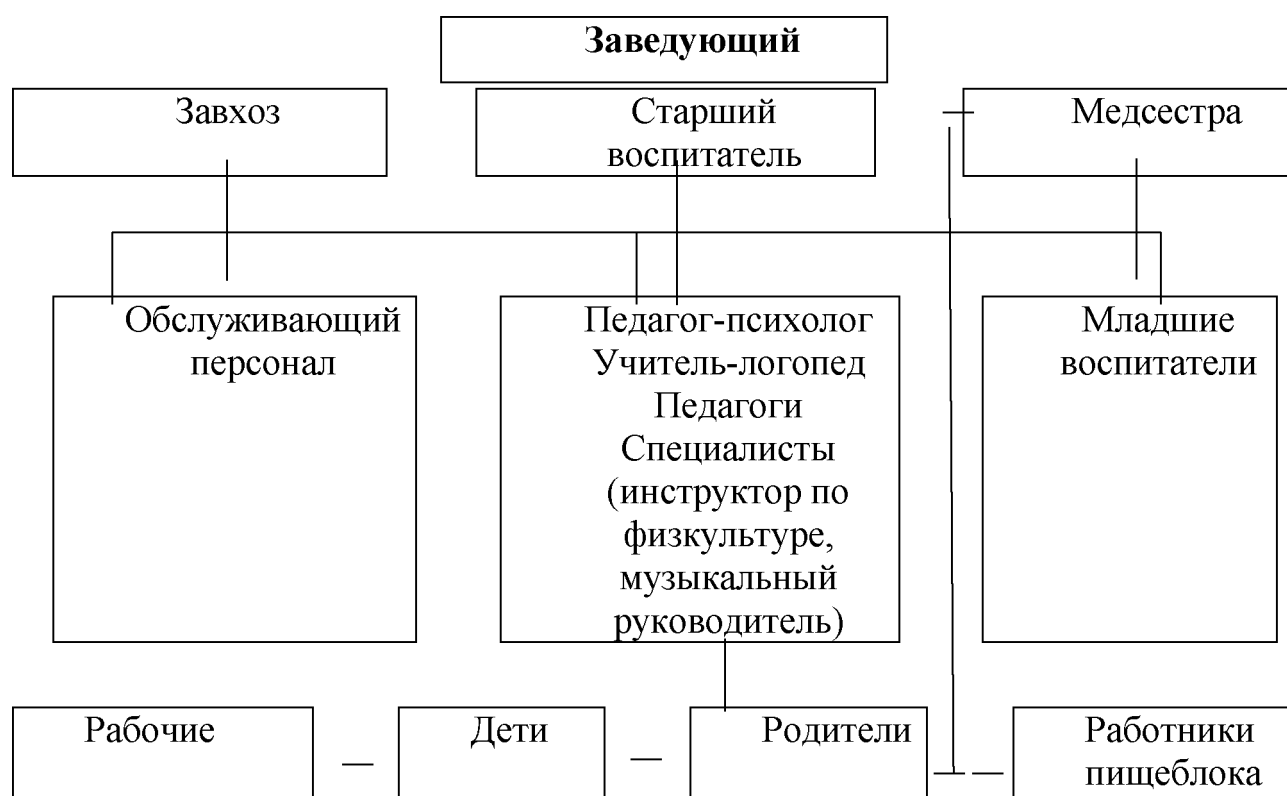 Заведующий
Завхоз
Старший
воспитатель
Медсестра
Обслуживающий
персонал
Педагог-психолог
Учитель-логопед
Педагоги
Специалисты
(инструктор по
физкультуре,
музыкальный
руководитель)
Младшие
воспитатели
Рабочие
Дети
Родители
Работники
пищеблока